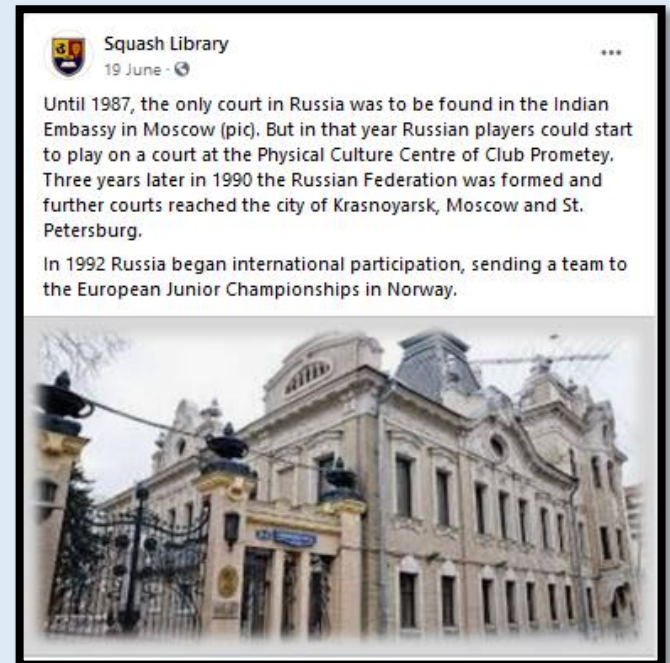 Squash Library
19 June
Until 1987, the only court in Russia was to be found in the Indian
Embassy in Moscow (pic). But in that year Russian players could start
to play on a court at the Physical Culture Centre of Club Prometey.
Three years later in 1990 the Russian Federation was formed and
further courts reached the city of Krasnoyarsk, Moscow and St.
Petersburg.
In 1992 Russia began international participation, sending a team to
the European Junior Championships in Norway.